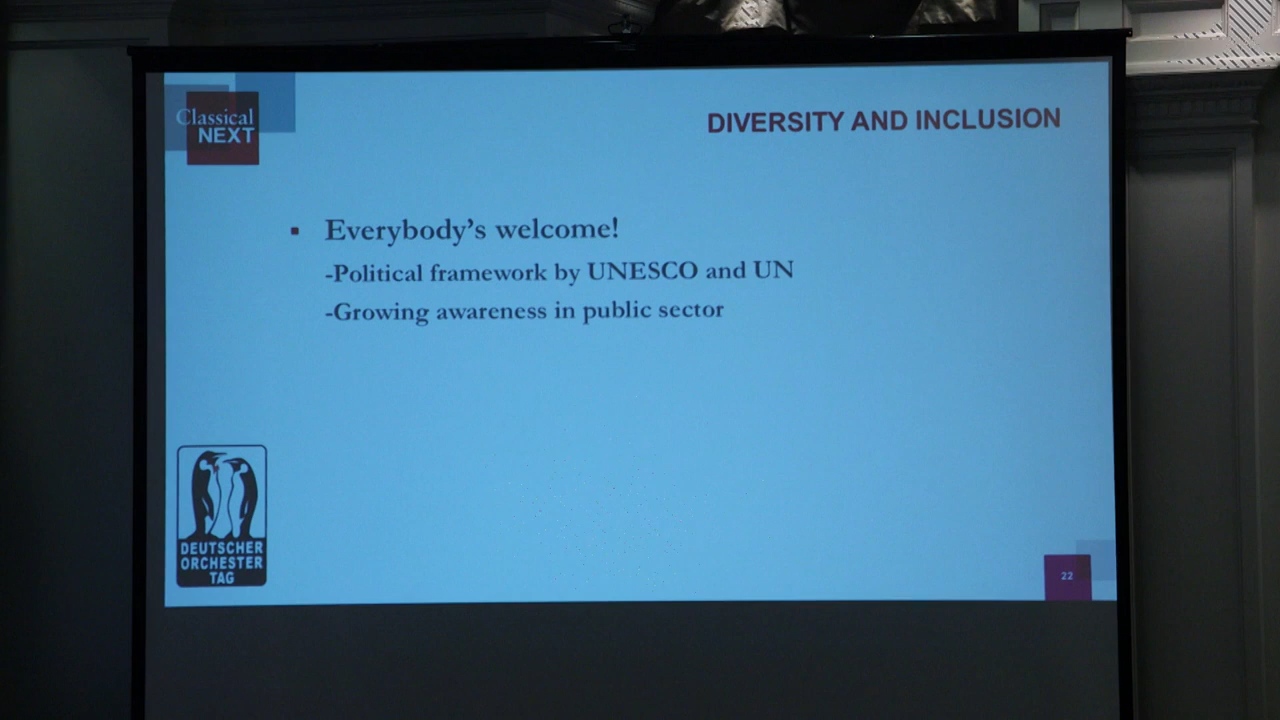 Classical
NEXT
DIVERSITY AND INCLUSION
▪ Everybody's welcome!
-Political framework by UNESCO and UN
-Growing awareness in public sector
DEUTSCHER
ORCHESTER
TAG
22